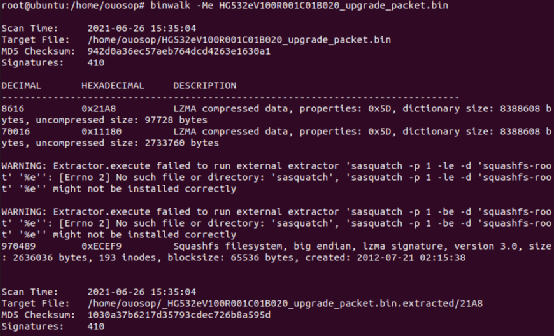 root@ubuntu:/home/ouosop# binwalk -Me HG532eV100R001C01B020_upgrade_packet.bin
Scan Time:     2021-06-26 15:35:04
Target File:   /home/ouosop/HG532eV100R001C01B020_upgrade_packet.bin
MD5 Checksum:  942d0a36ec57aeb764dcd4263e1630a1
Signatures:    410
DECIMAL       HEXADECIMAL     DESCRIPTION
--------------------------------------------------------------------------------
8616          0x21A8          LZMA compressed data, properties: 0x5D, dictionary size: 8388608 b
ytes, uncompressed size: 97728 bytes
70016         0x11180         LZMA compressed data, properties: 0x5D, dictionary size: 8388608 b
ytes, uncompressed size: 2733760 bytes
WARNING: Extractor.execute failed to run external extractor 'sasquatch -p 1 -le -d 'squashfs-roo
t' '%e'': [Errno 2] No such file or directory: 'sasquatch', 'sasquatch -p 1 -le -d 'squashfs-roo
t' '%e'' might not be installed correctly
WARNING: Extractor.execute failed to run external extractor 'sasquatch -p 1 -be -d 'squashfs-roo
t' '%e'': [Errno 2] No such file or directory: 'sasquatch', 'sasquatch -p 1 -be -d 'squashfs-roo
t' '%e'' might not be installed correctly
970489        0xECEF9         Squashfs filesystem, big endian, lzma signature, version 3.0, size
: 2636036 bytes, 193 inodes, blocksize: 65536 bytes, created: 2012-07-21 02:15:38
Scan Time:     2021-06-26 15:35:04
Target File:   /home/ouosop/_HG532eV100R001C01B020_upgrade_packet.bin.extracted/21A8
MD5 Checksum:  1030a37b6217d35793cdec726b8a595d
Signatures:    410